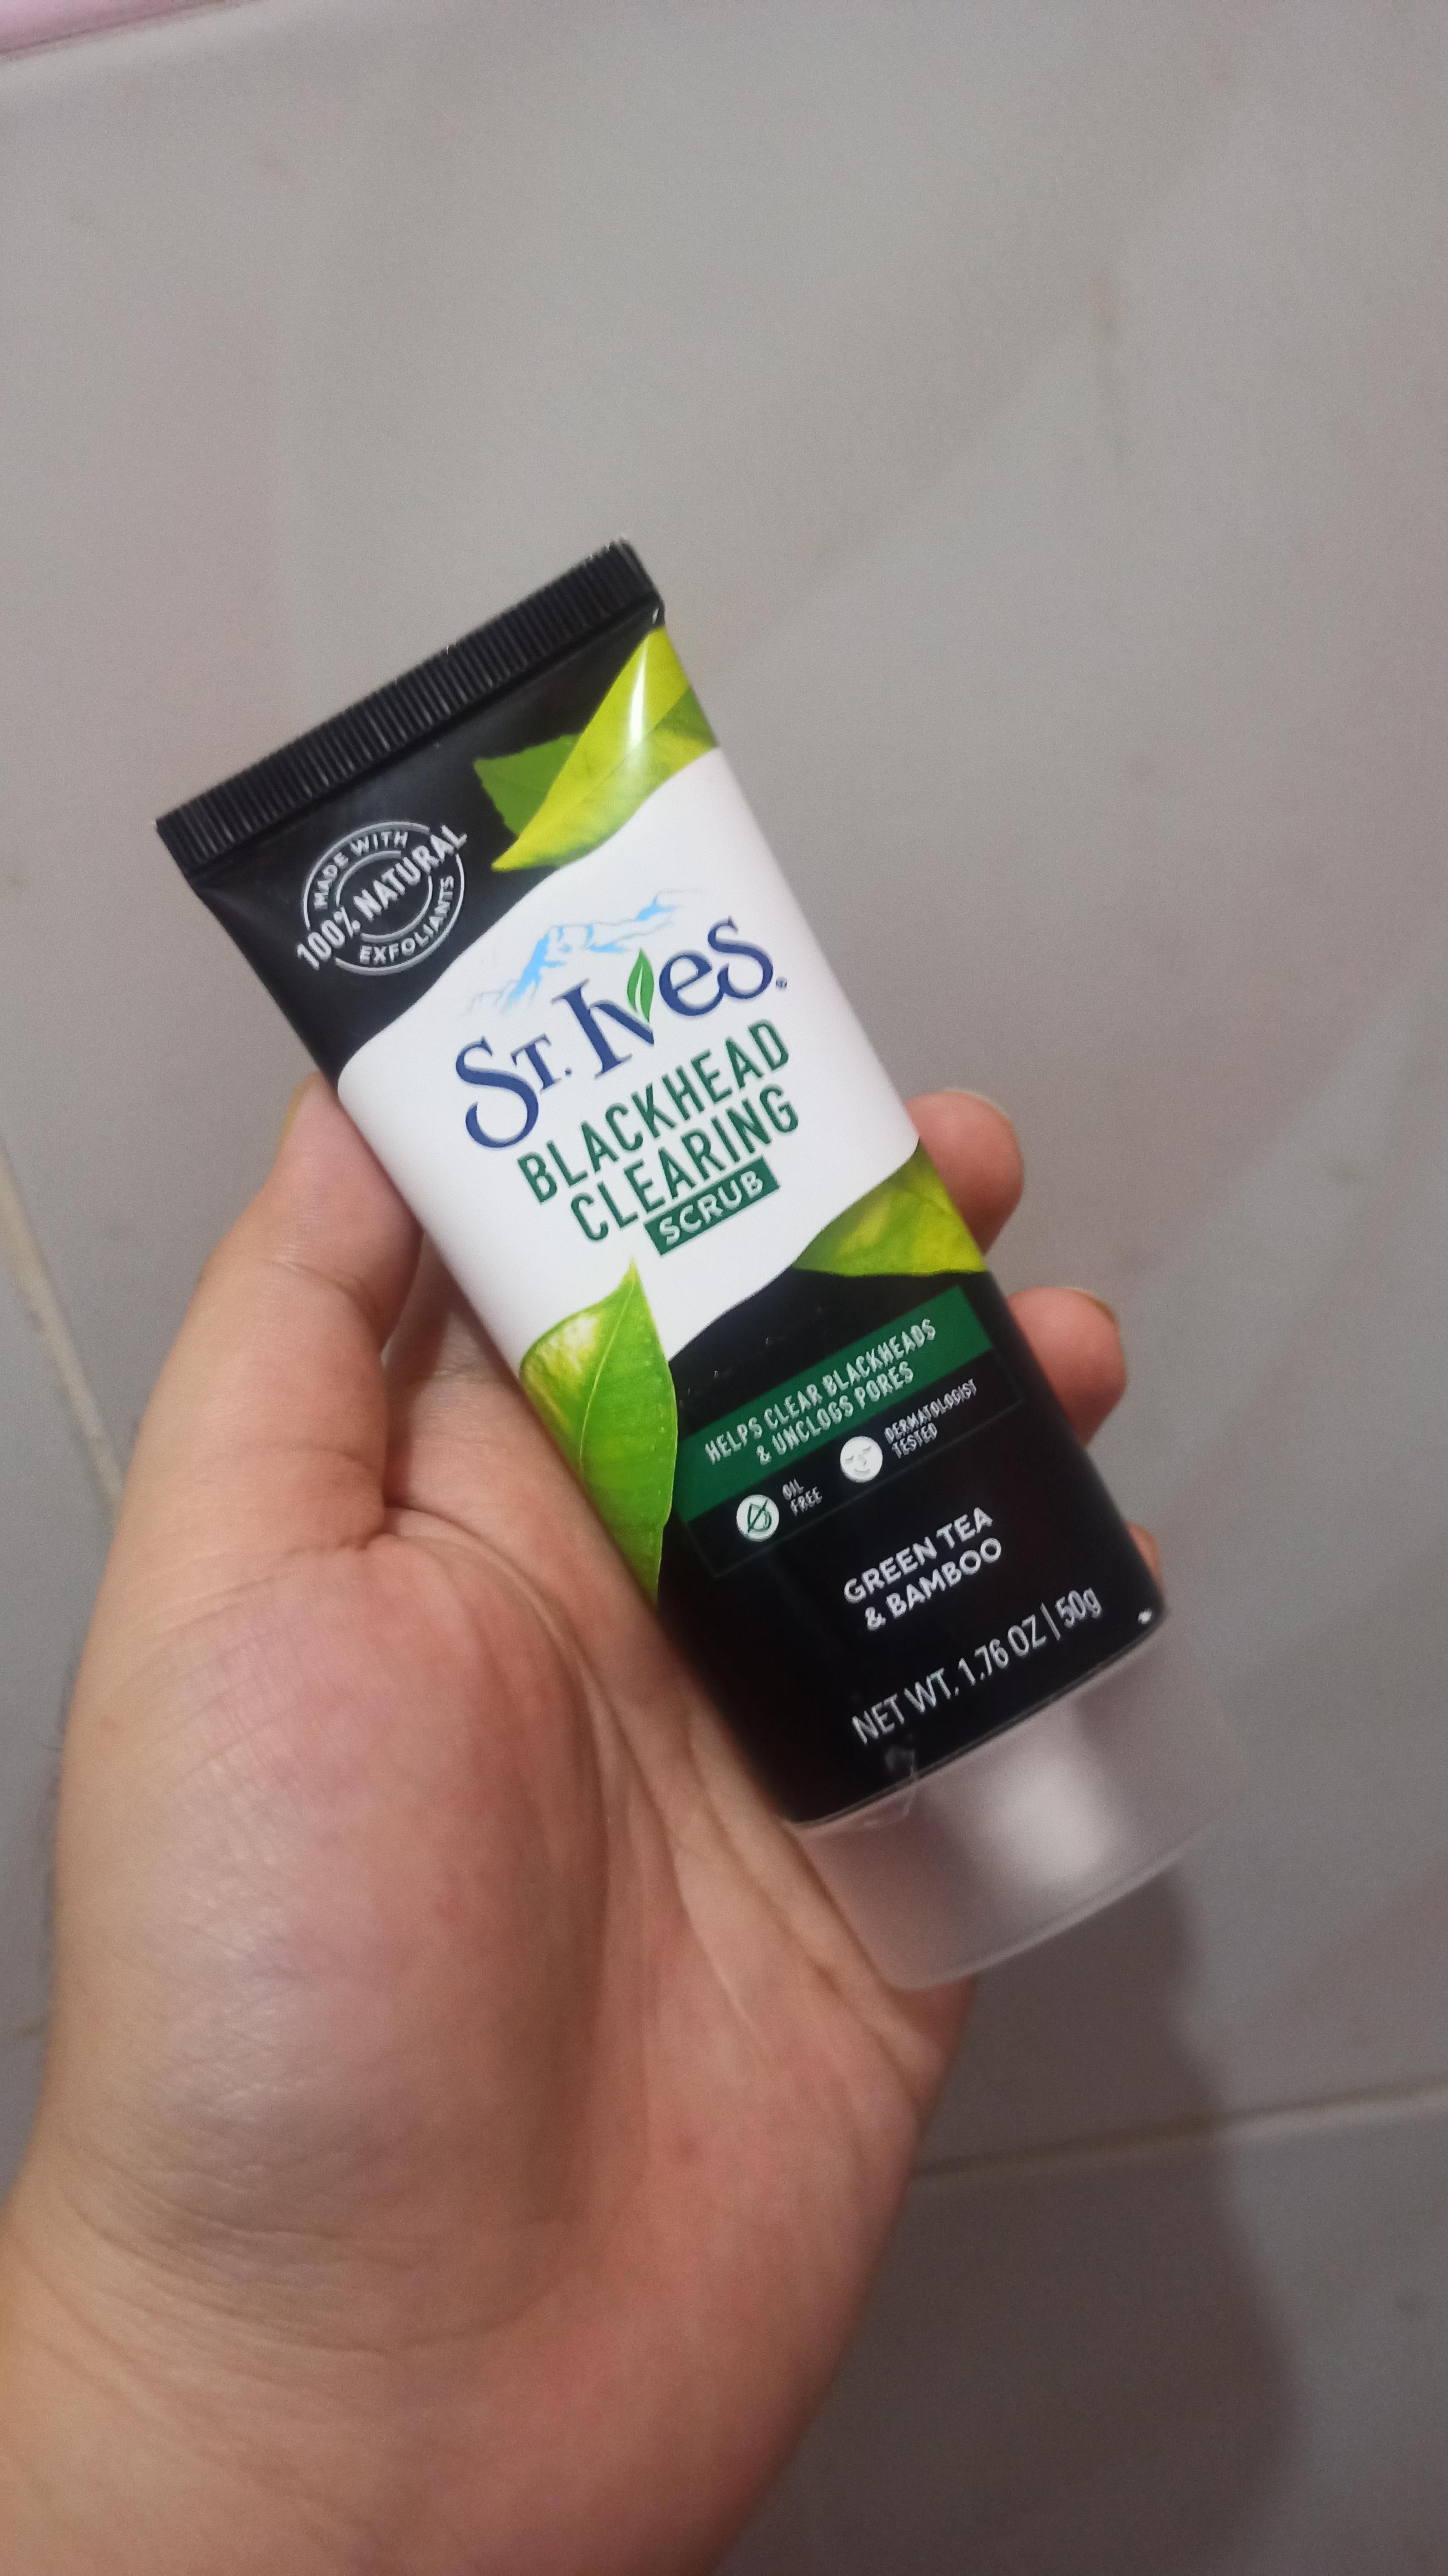 MADE WITH
100% NATURAL
EXFOLIANTS
ST. Ives®
BLACKHEAD
CLEARING
SCRUB
HELPS CLEAR BLACKHEADS
& UNCLOGS PORES
OIL
FREE
DERMATOLOGIST
TESTED
GREEN TEA
& BAMBOO
NET WT. 1.76 OZ | 50g